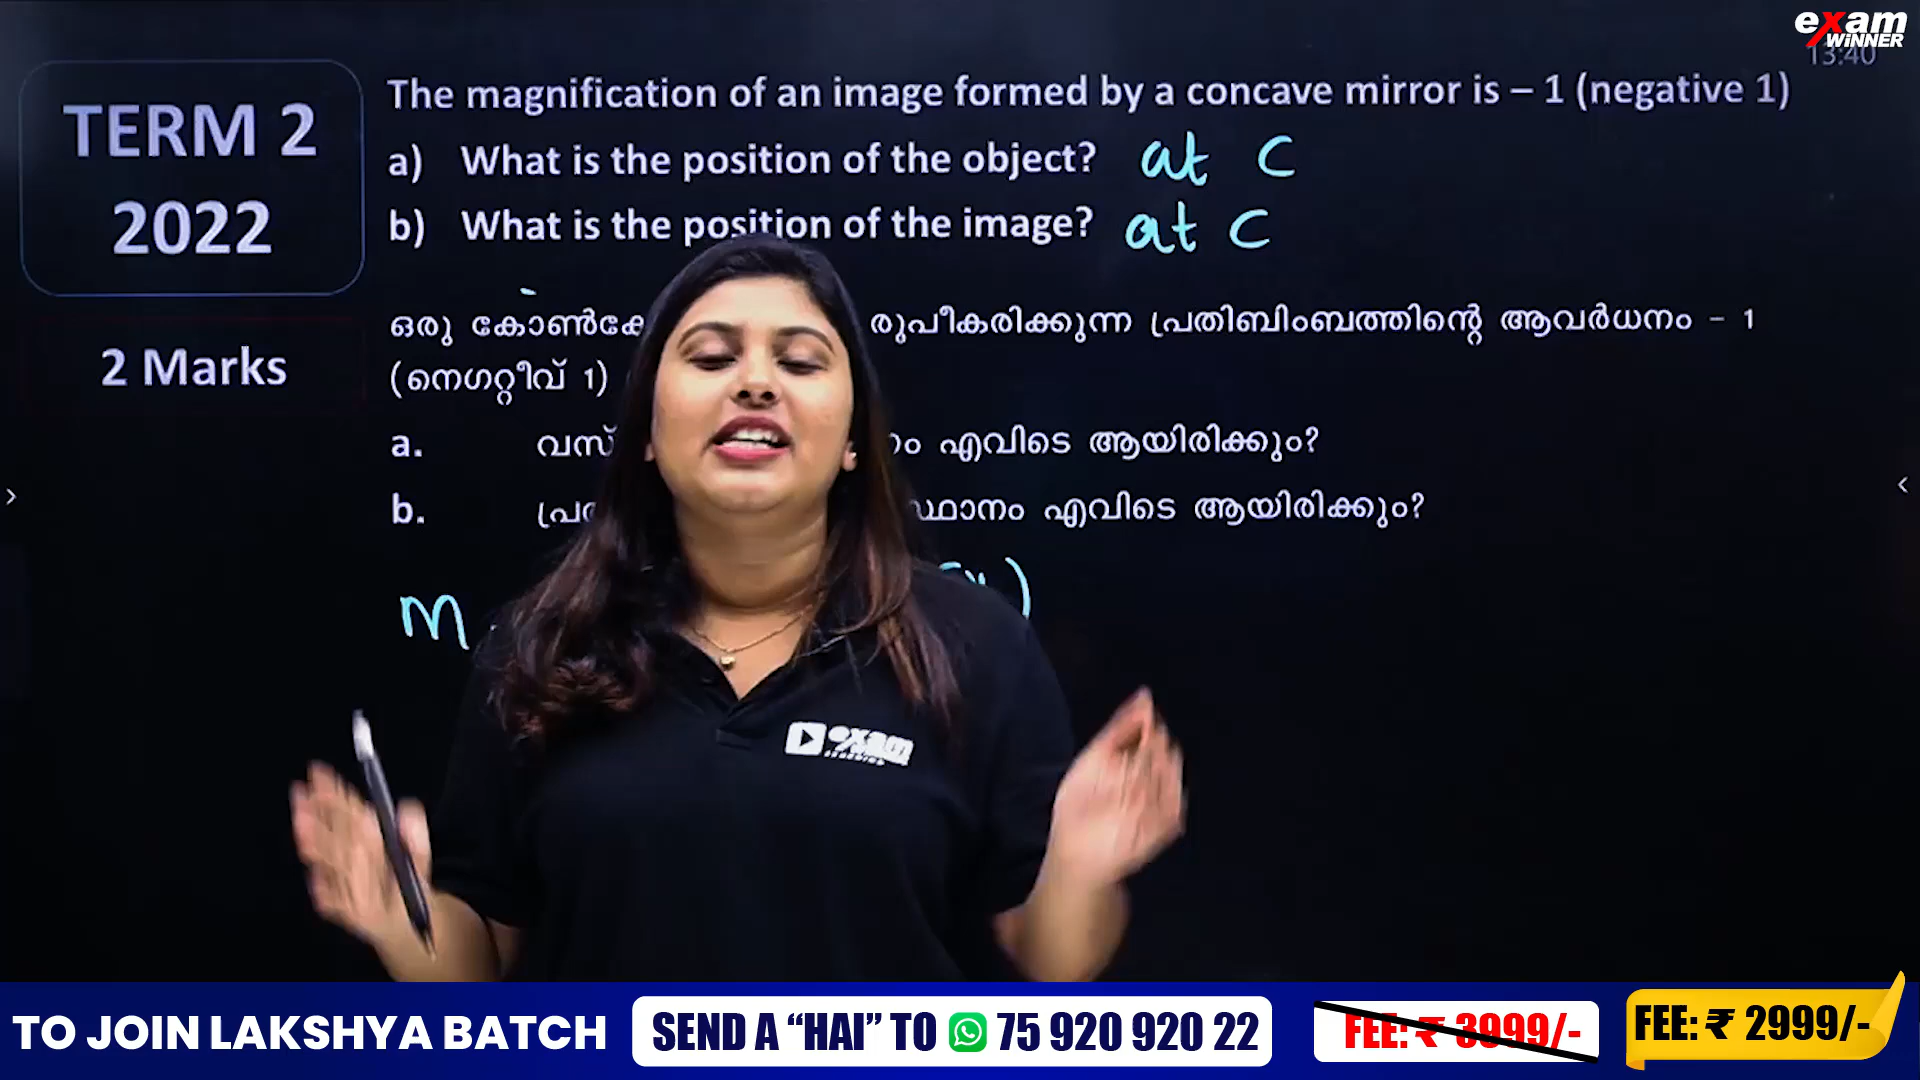 exam
WINNER
13:40
TERM 2
2022
2 Marks
The magnification of an image formed by a concave mirror is – 1 (negative 1)
a) What is the position of the object? at C
b) What is the position of the image? at C
ഒരു രുപീകരിക്കുന്ന പ്രതിബിംബത്തിന്റെ ആവർധനം - 1
(നെഗറ്റീവ് 1)
a. എവിടെ ആയിരിക്കും?
b. എവിടെ ആയിരിക്കും?
m
exam
TO JOIN LAKSHYA BATCH
SEND A “HAI” TO 75 920 920 22
FEE: ₹ 3999/-
FEE: ₹ 2999/-